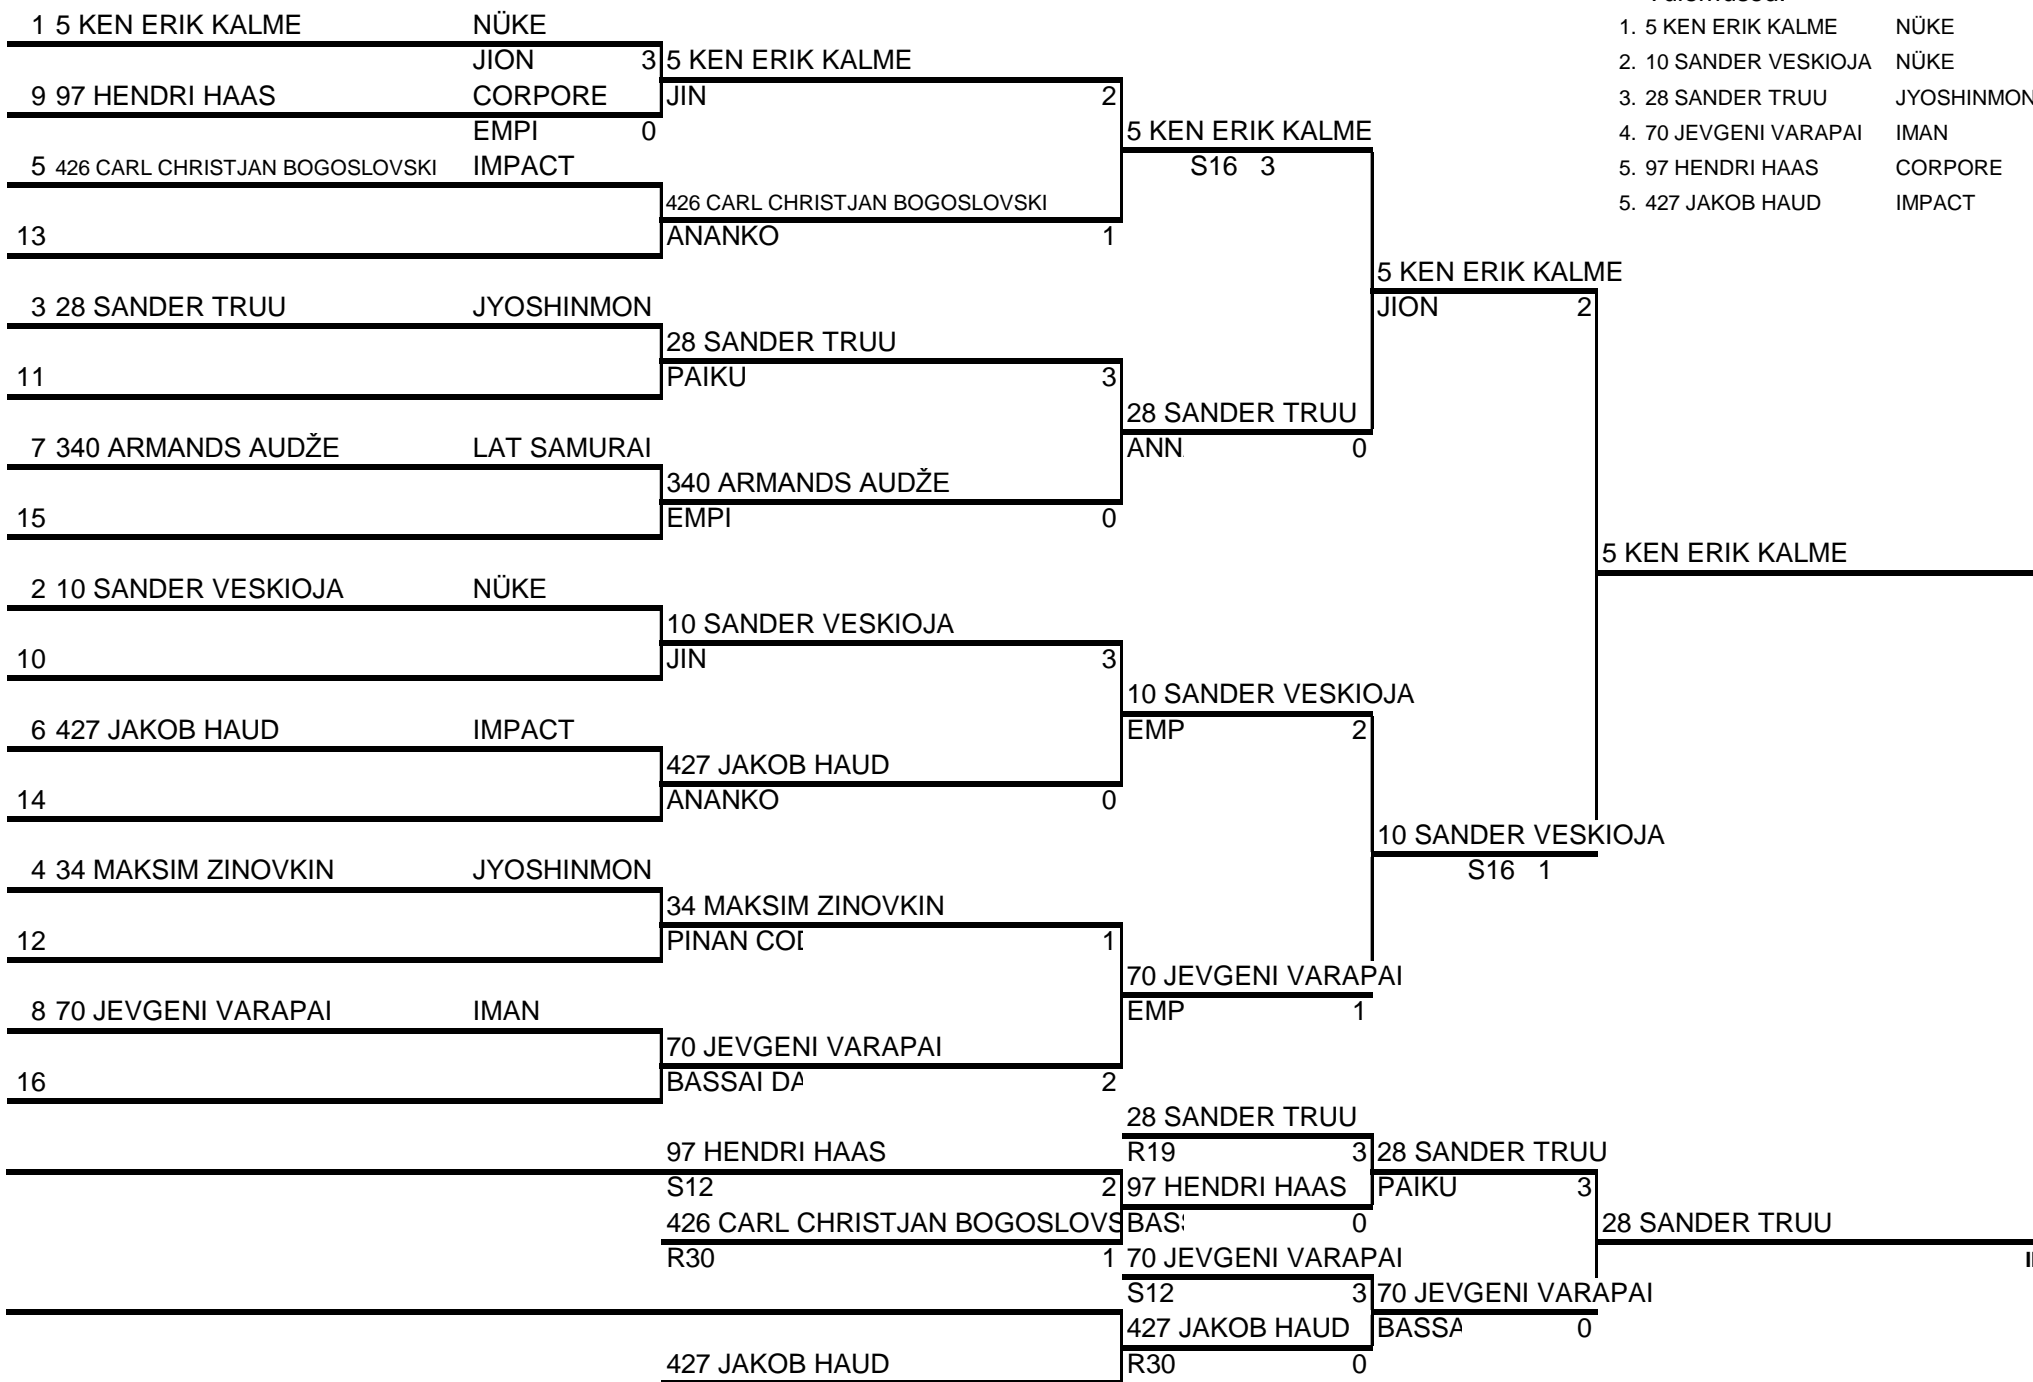 1 5 KEN ERIK KALME NÜKE
JION 3
9 97 HENDRI HAAS CORPORE
EMPI 0
5 426 CARL CHRISTJAN BOGOSLOVSKI IMPACT
13
3 28 SANDER TRUU JYOSHINMON
11
7 340 ARMANDS AUDŽE LAT SAMURAI
15
2 10 SANDER VESKIOJA NÜKE
10
6 427 JAKOB HAUD IMPACT
14
4 34 MAKSIM ZINOVKIN JYOSHINMON
12
8 70 JEVGENI VARAPAI IMAN
16
5 KEN ERIK KALME
JIN 2
426 CARL CHRISTJAN BOGOSLOVSKI
ANANKO 1
28 SANDER TRUU
PAIKU 3
340 ARMANDS AUDŽE
EMPI 0
10 SANDER VESKIOJA
JIN 3
427 JAKOB HAUD
ANANKO 0
34 MAKSIM ZINOVKIN
PINAN 1
70 JEVGENI VARAPAI
BASSAI DA 2
97 HENDRI HAAS
S12 2
426 CARL CHRISTJAN BOGOSLOVS
R30 1
427 JAKOB HAUD
5 KEN ERIK KALME
S16 3
28 SANDER TRUU
ANN 0
10 SANDER VESKIOJA
EMP 2
70 JEVGENI VARAPAI
EMP 1
28 SANDER TRUU
R19 3
97 HENDRI HAAS
BAS 0
70 JEVGENI VARAPAI
S12 3
427 JAKOB HAUD
R30 0
5 KEN ERIK KALME
JION 2
10 SANDER VESKIOJA
S16 1
28 SANDER TRUU
PAIKU 3
70 JEVGENI VARAPAI
BASSA 0
5 KEN ERIK KALME
28 SANDER TRUU
1. 5 KEN ERIK KALME NÜKE
2. 10 SANDER VESKIOJA NÜKE
3. 28 SANDER TRUU JYOSHINMON
4. 70 JEVGENI VARAPAI IMAN
5. 97 HENDRI HAAS CORPORE
5. 427 JAKOB HAUD IMPACT